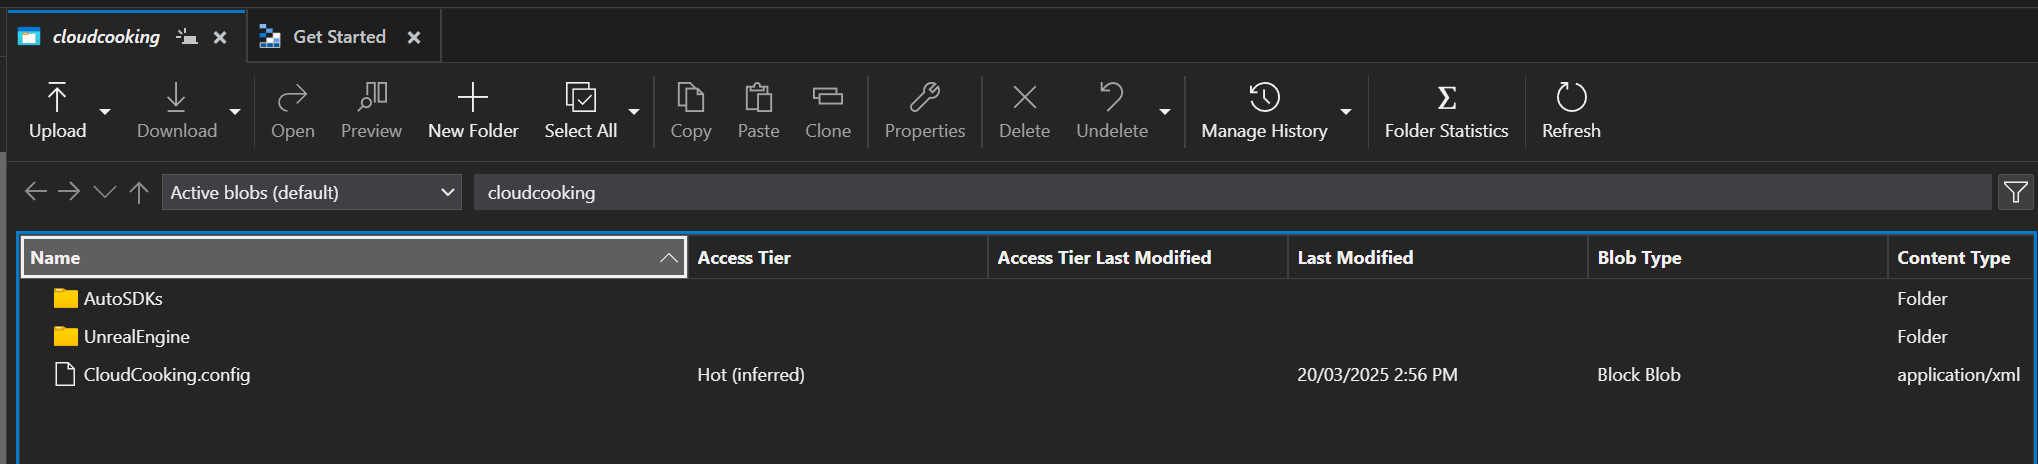 cloudcooking
Get Started
Upload
Download
Open
Preview
New Folder
Select All
Copy
Paste
Clone
Properties
Delete
Undelete
Manage History
Folder Statistics
Refresh
Active blobs (default)
cloudcooking
Name Access Tier Access Tier Last Modified Last Modified Blob Type Content Type
AutoSDKs Folder
UnrealEngine Folder
CloudCooking.config Hot (inferred) 20/03/2025 2:56 PM Block Blob application/xml